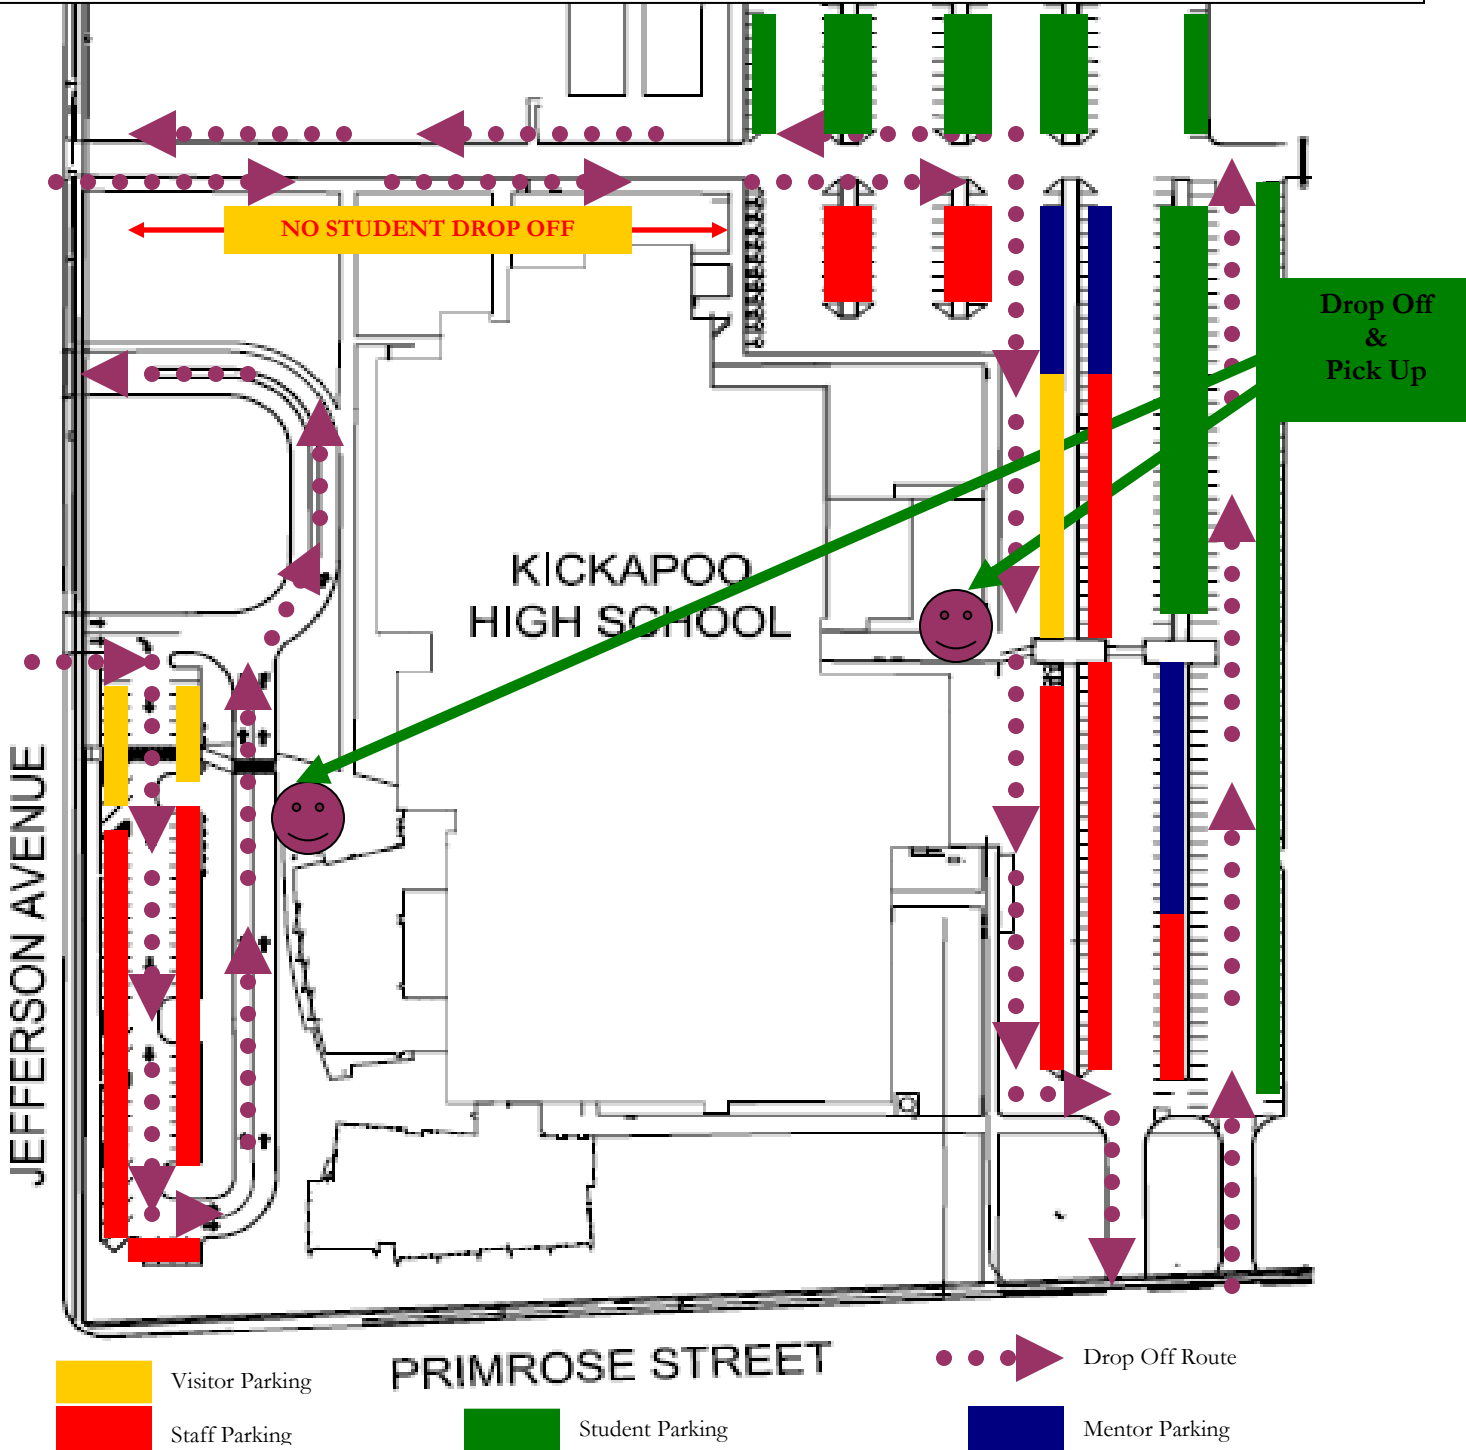 NO STUDENT DROP OFF
Drop Off
&
Pick Up
KICKAPOO
HIGH SCHOOL
JEFFERSON AVENUE
PRIMROSE STREET
Drop Off Route
Visitor Parking
Staff Parking
Student Parking
Mentor Parking